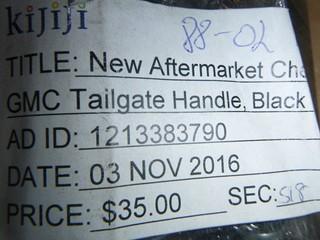 kijiji
88-02
TITLE: New Aftermarket Che
GMC Tailgate Handle, Black
AD ID: 1213383790
DATE: 03 NOV 2016
PRICE: $35.00 SEC: S18